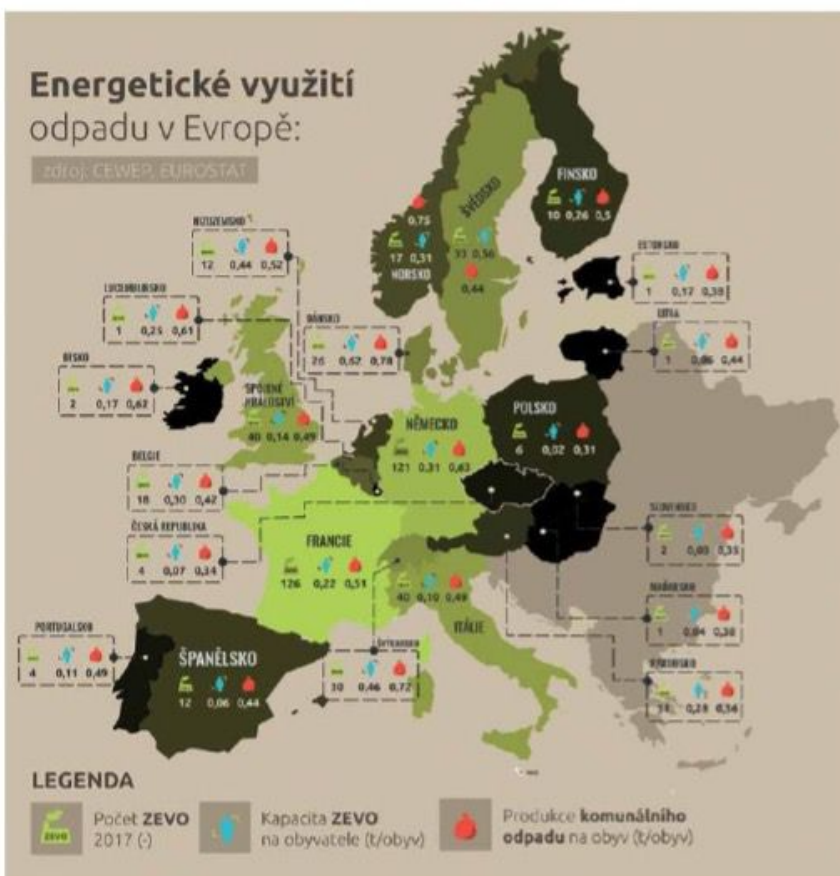 Energetické využití
odpadu v Evropě:
zdroj: CEWEP, EUROSTAT
FINSKO
10 0,26 0,5
ŠVÉDSKO
33 0,56
0,44
0,75
17 0,31
NORSKO
NIZOZEMSKO
12 0,44 0,52
ESTONSKO
1 0,17 0,39
LUCEMBURSKO
1 0,25 0,61
LITVA
1 0,44
DÁNSKO
26 0,67 0,78
IRSKO
2 0,17 0,62
SPOJENÉ
KRÁLOVSTVÍ
40 0,14 0,49
POLSKO
6 0,02 0,31
NĚMECKO
121 0,31 0,63
BELGIE
18 0,30 0,42
SLOVENSKO
2 0,03 0,35
ČESKÁ REPUBLIKA
4 0,07 0,34
FRANCIE
126 0,22 0,51
40 0,10 0,49
ITÁLIE
MAĎARSKO
1 0,04 0,38
PORTUGALSKO
4 0,11 0,49
ŠPANĚLSKO
12 0,06 0,44
ŠVÝCARSKO
30 0,46 0,72
RAKOUSKO
0,28 0,56
LEGENDA
ZEVO
Počet ZEVO
2017 (-)
Kapacita ZEVO
na obyvatele (t/obyv)
Produkce komunálního
odpadu na obyv (t/obyv)